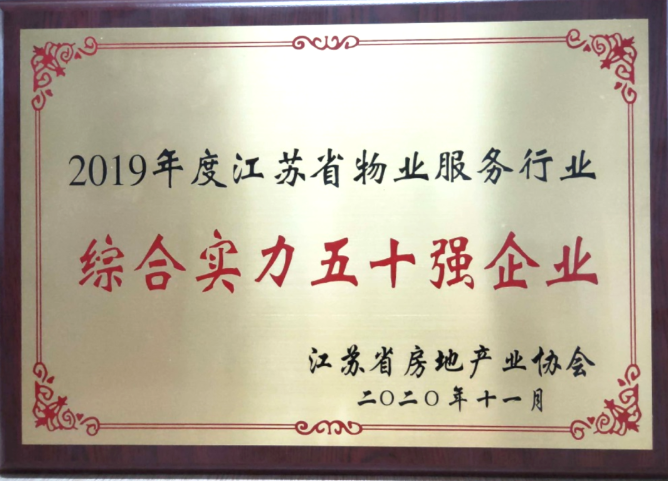 2019年度江苏省物业服务行业
综合实力五十强企业
江苏省房地产业协会
二〇二〇年十一月